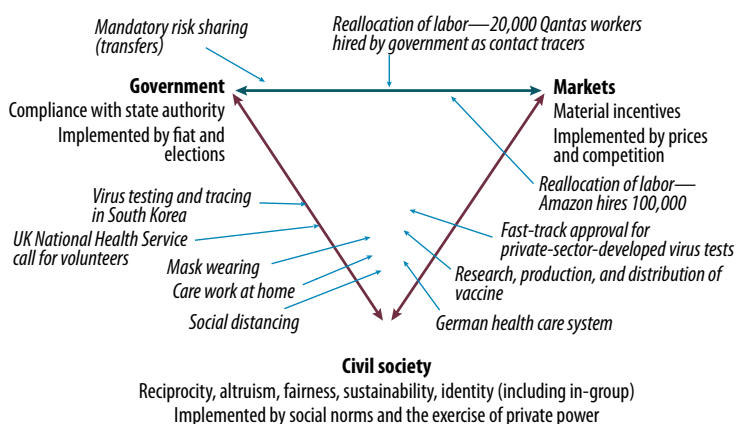 Mandatory risk sharing
(transfers)
Reallocation of labor—20,000 Qantas workers
hired by government as contact tracers
Government
Compliance with state authority
Implemented by fiat and
elections
Markets
Material incentives
Implemented by prices
and competition
Virus testing and tracing
in South Korea
UK National Health Service
call for volunteers
Mask wearing
Care work at home
Social distancing
Reallocation of labor—
Amazon hires 100,000
Fast-track approval for
private-sector-developed virus tests
Research, production, and distribution of
vaccine
German health care system
Civil society
Reciprocity, altruism, fairness, sustainability, identity (including in-group)
Implemented by social norms and the exercise of private power